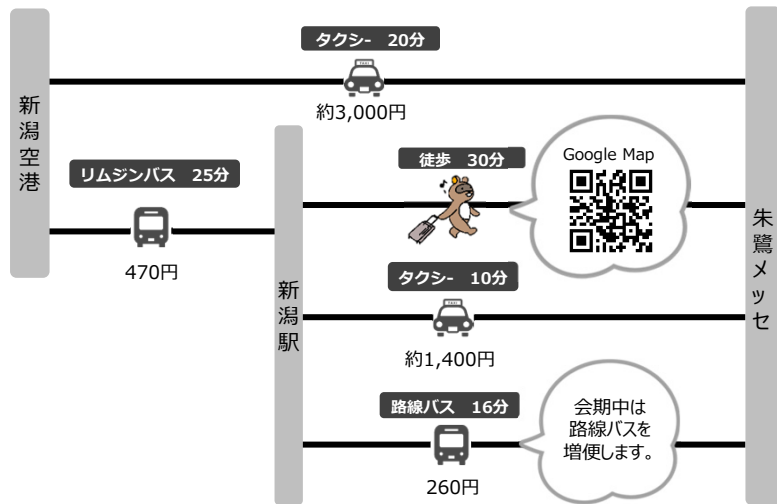 タクシー 20分
約3,000円
新潟空港
リムジンバス 25分
470円
新潟駅
徒歩 30分
Google Map
タクシー 10分
約1,400円
路線バス 16分
260円
会期中は
路線バスを
増便します。
朱鷺メッセ
TAXI
TAXI